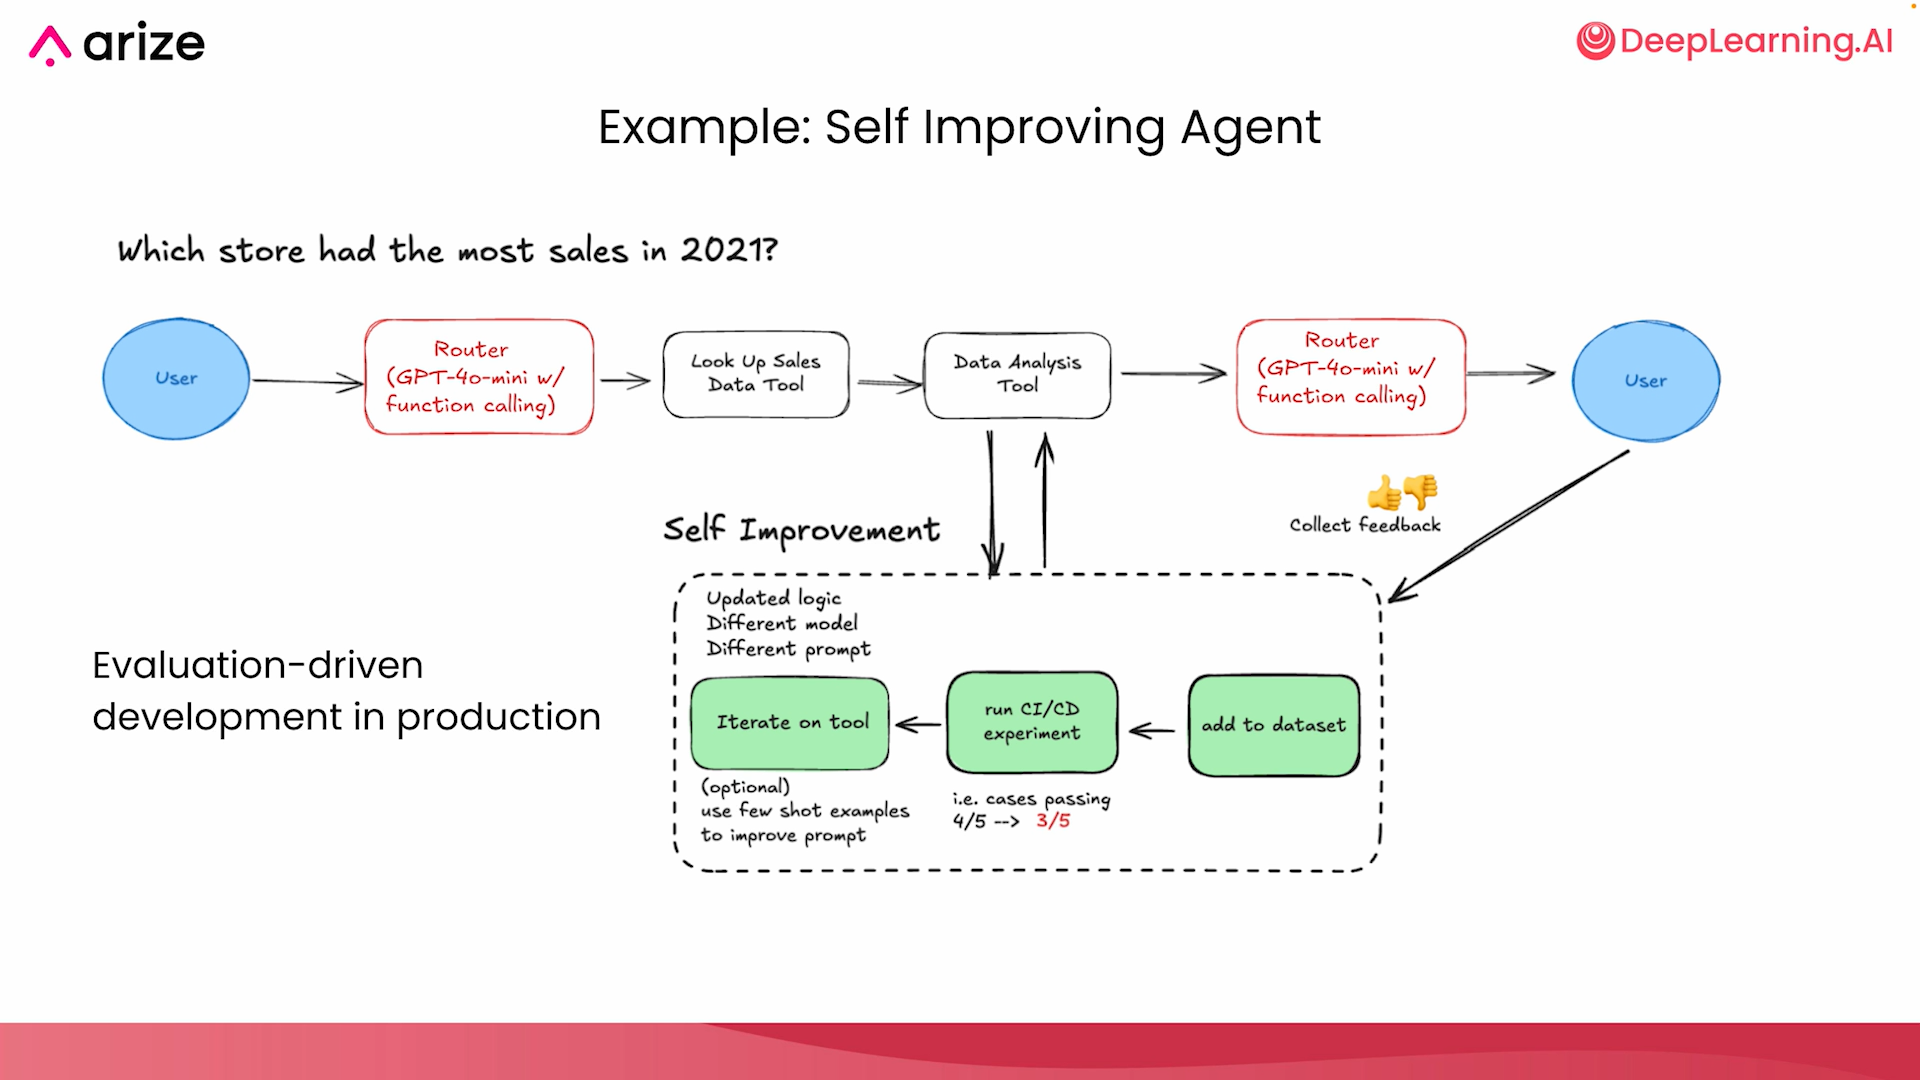 arize
DeepLearning.AI
Example: Self Improving Agent
Which store had the most sales in 2021?
User
Router
(GPT-4o-mini w/
function calling)
Look Up Sales
Data Tool
Data Analysis
Tool
Router
(GPT-4o-mini w/
function calling)
User
Collect feedback
Self Improvement
Updated logic
Different model
Different prompt
Evaluation-driven
development in production
Iterate on tool
run CI/CD
experiment
add to dataset
(optional)
use few shot examples
to improve prompt
i.e. cases passing
4/5 --> 3/5